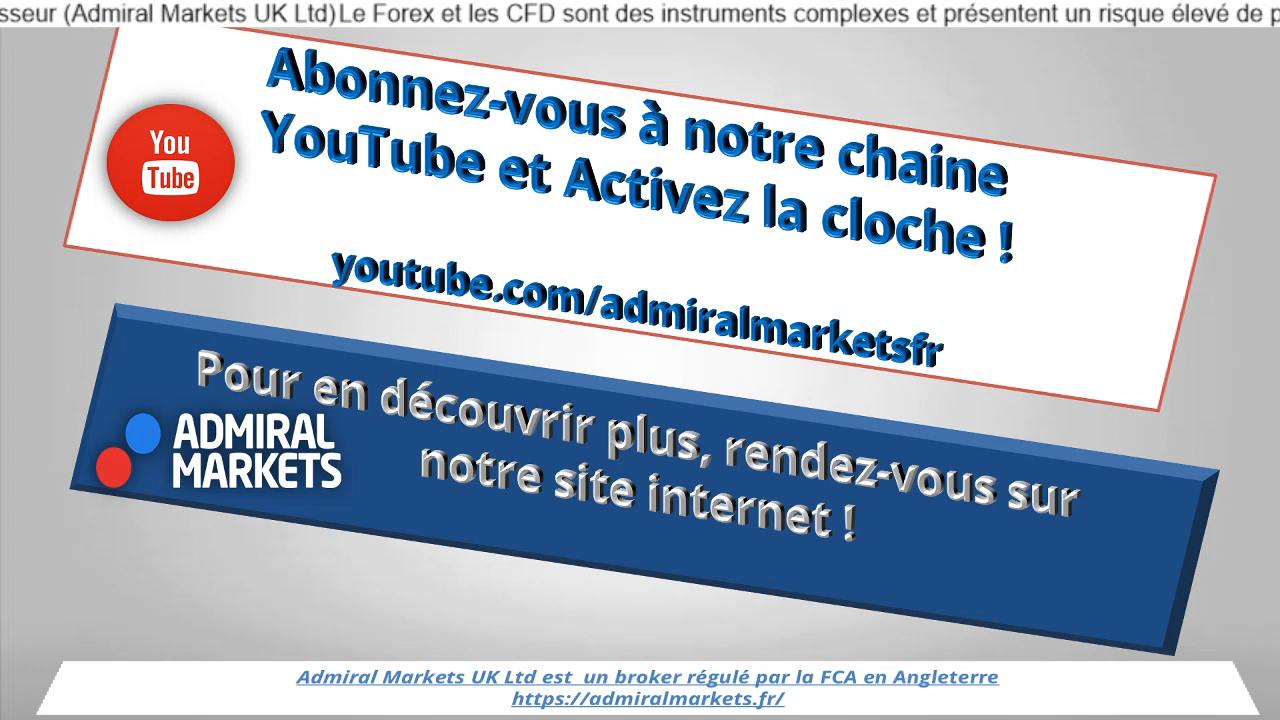 (Admiral Markets UK Ltd)Le Forex et les CFD sont des instruments complexes et présentent un risque élevé de
Abonnez-vous à notre chaine
YouTube et Activez la cloche !
You
Tube
youtube.com/admiralmarketsfr
Pour en découvrir plus, rendez-vous sur
notre site internet !
ADMIRAL
MARKETS
Admiral Markets UK Ltd est un broker régulé par la FCA en Angleterre
https://admiralmarkets.fr/